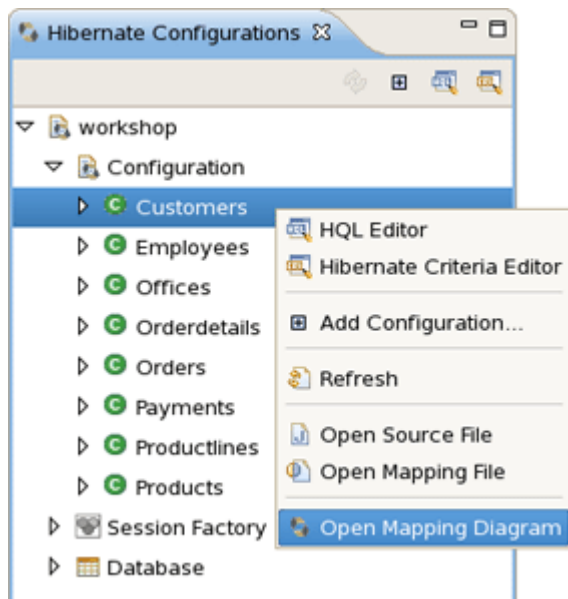 Hibernate Configurations
workshop
Configuration
Customers
Employees
Offices
Orderdetails
Orders
Payments
Productlines
Products
Session Factory
Database
HQL Editor
Hibernate Criteria Editor
Add Configuration...
Refresh
Open Source File
Open Mapping File
Open Mapping Diagram